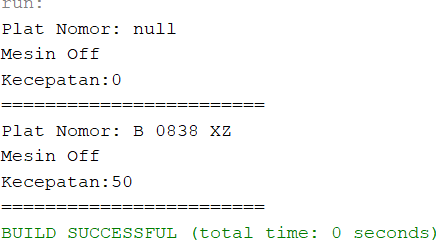 run:
Plat Nomor: null
Mesin Off
Kecepatan:0
========================
Plat Nomor: B 0838 XZ
Mesin Off
Kecepatan:50
========================
BUILD SUCCESSFUL (total time: 0 seconds)